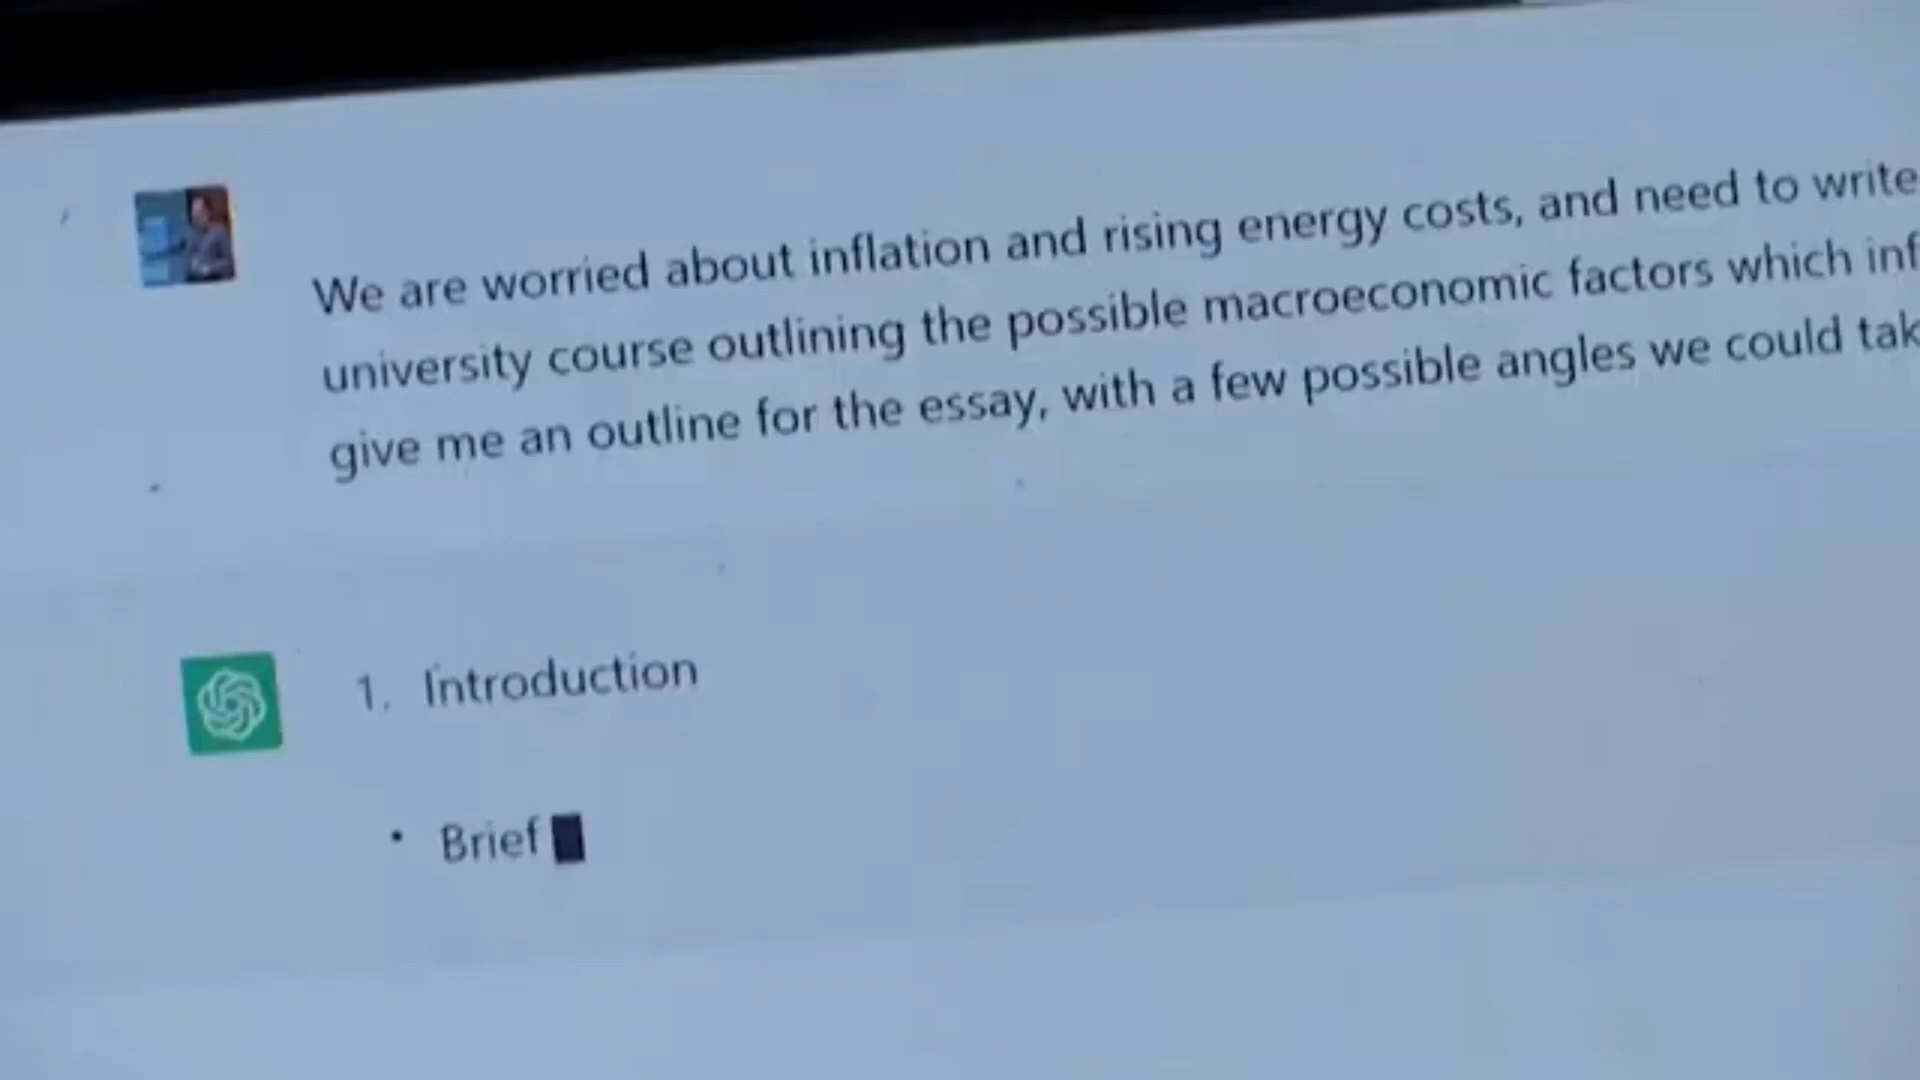 We are worried about inflation and rising energy costs, and need to write
university course outlining the possible macroeconomic factors which inf
give me an outline for the essay, with a few possible angles we could tak
1. Introduction
• Brief